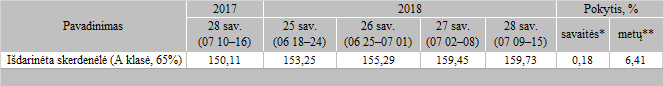 Pavadinimas 2017 2018 Pokytis, %
28 sav. (07 10–16) 25 sav. (06 18–24) 26 sav. (06 25–07 01) 27 sav. (07 02–08) 28 sav. (07 09–15) savaitės* metų**
Išdarinėta skerdenėlė (A klasė, 65%) 150,11 153,25 155,29 159,45 159,73 0,18 6,41